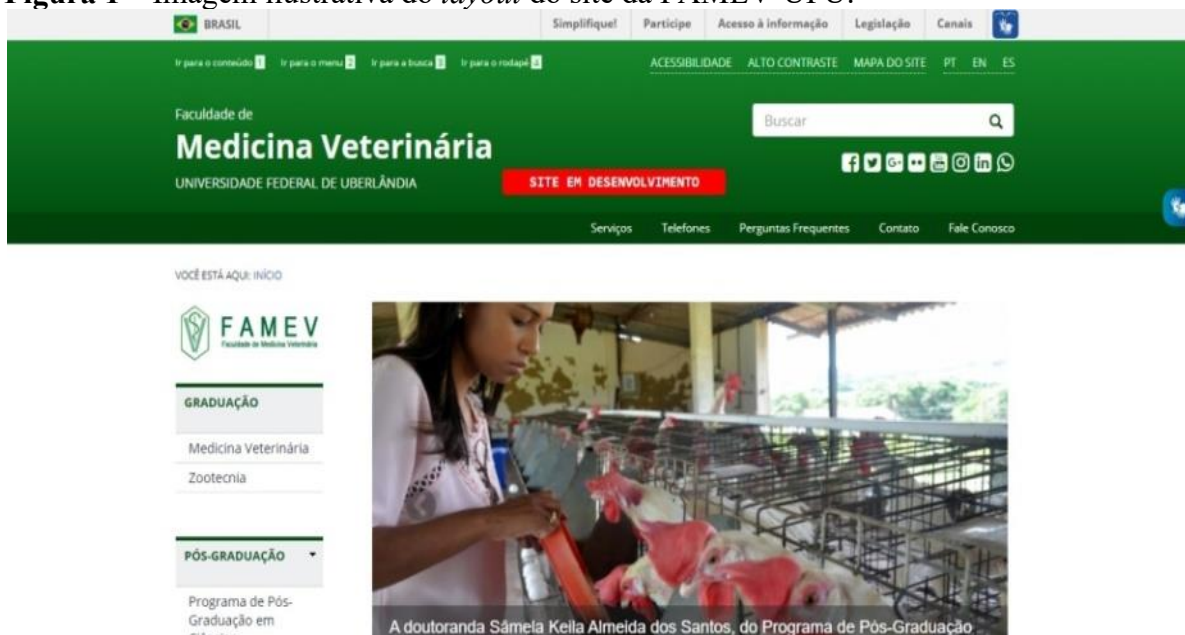 Figura 1 – Imagem ilustrativa do layout do site da FAMEV-UFU.
BRASIL
Simplifique! Participe Acesso à informação Legislação Canais
Ir para o conteúdo 1 Ir para o menu 2 Ir para a busca 3 Ir para o rodapé 4
ACESSIBILIDADE ALTO CONTRASTE MAPA DO SITE PT EN ES
Faculdade de
Medicina Veterinária
UNIVERSIDADE FEDERAL DE UBERLÂNDIA
Buscar
SITE EM DESENVOLVIMENTO
Serviços Telefones Perguntas Frequentes Contato Fale Conosco
VOCÊ ESTÁ AQUI: INÍCIO
FAMEV
Faculdade de Medicina Veterinária
GRADUAÇÃO
Medicina Veterinária
Zootecnia
PÓS-GRADUAÇÃO
Programa de Pós-
Graduação em
A doutoranda Sâmela Keila Almeida dos Santos, do Programa de Pós-Graduação